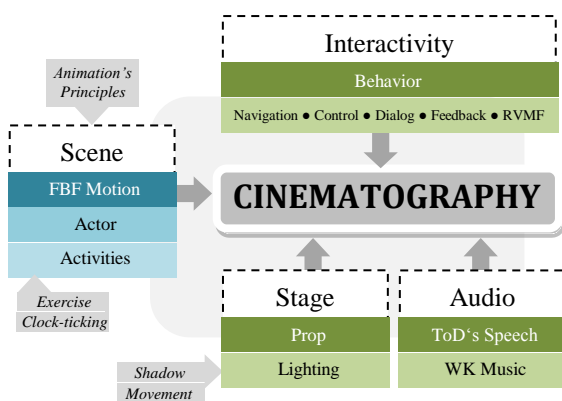 Animation's
Principles
Interactivity
Behavior
Navigation ● Control ● Dialog ● Feedback ● RVMF
Scene
FBF Motion
Actor
Activities
CINEMATOGRAPHY
Exercise
Clock-ticking
Stage
Prop
Lighting
Audio
ToD‘s Speech
WK Music
Shadow
Movement